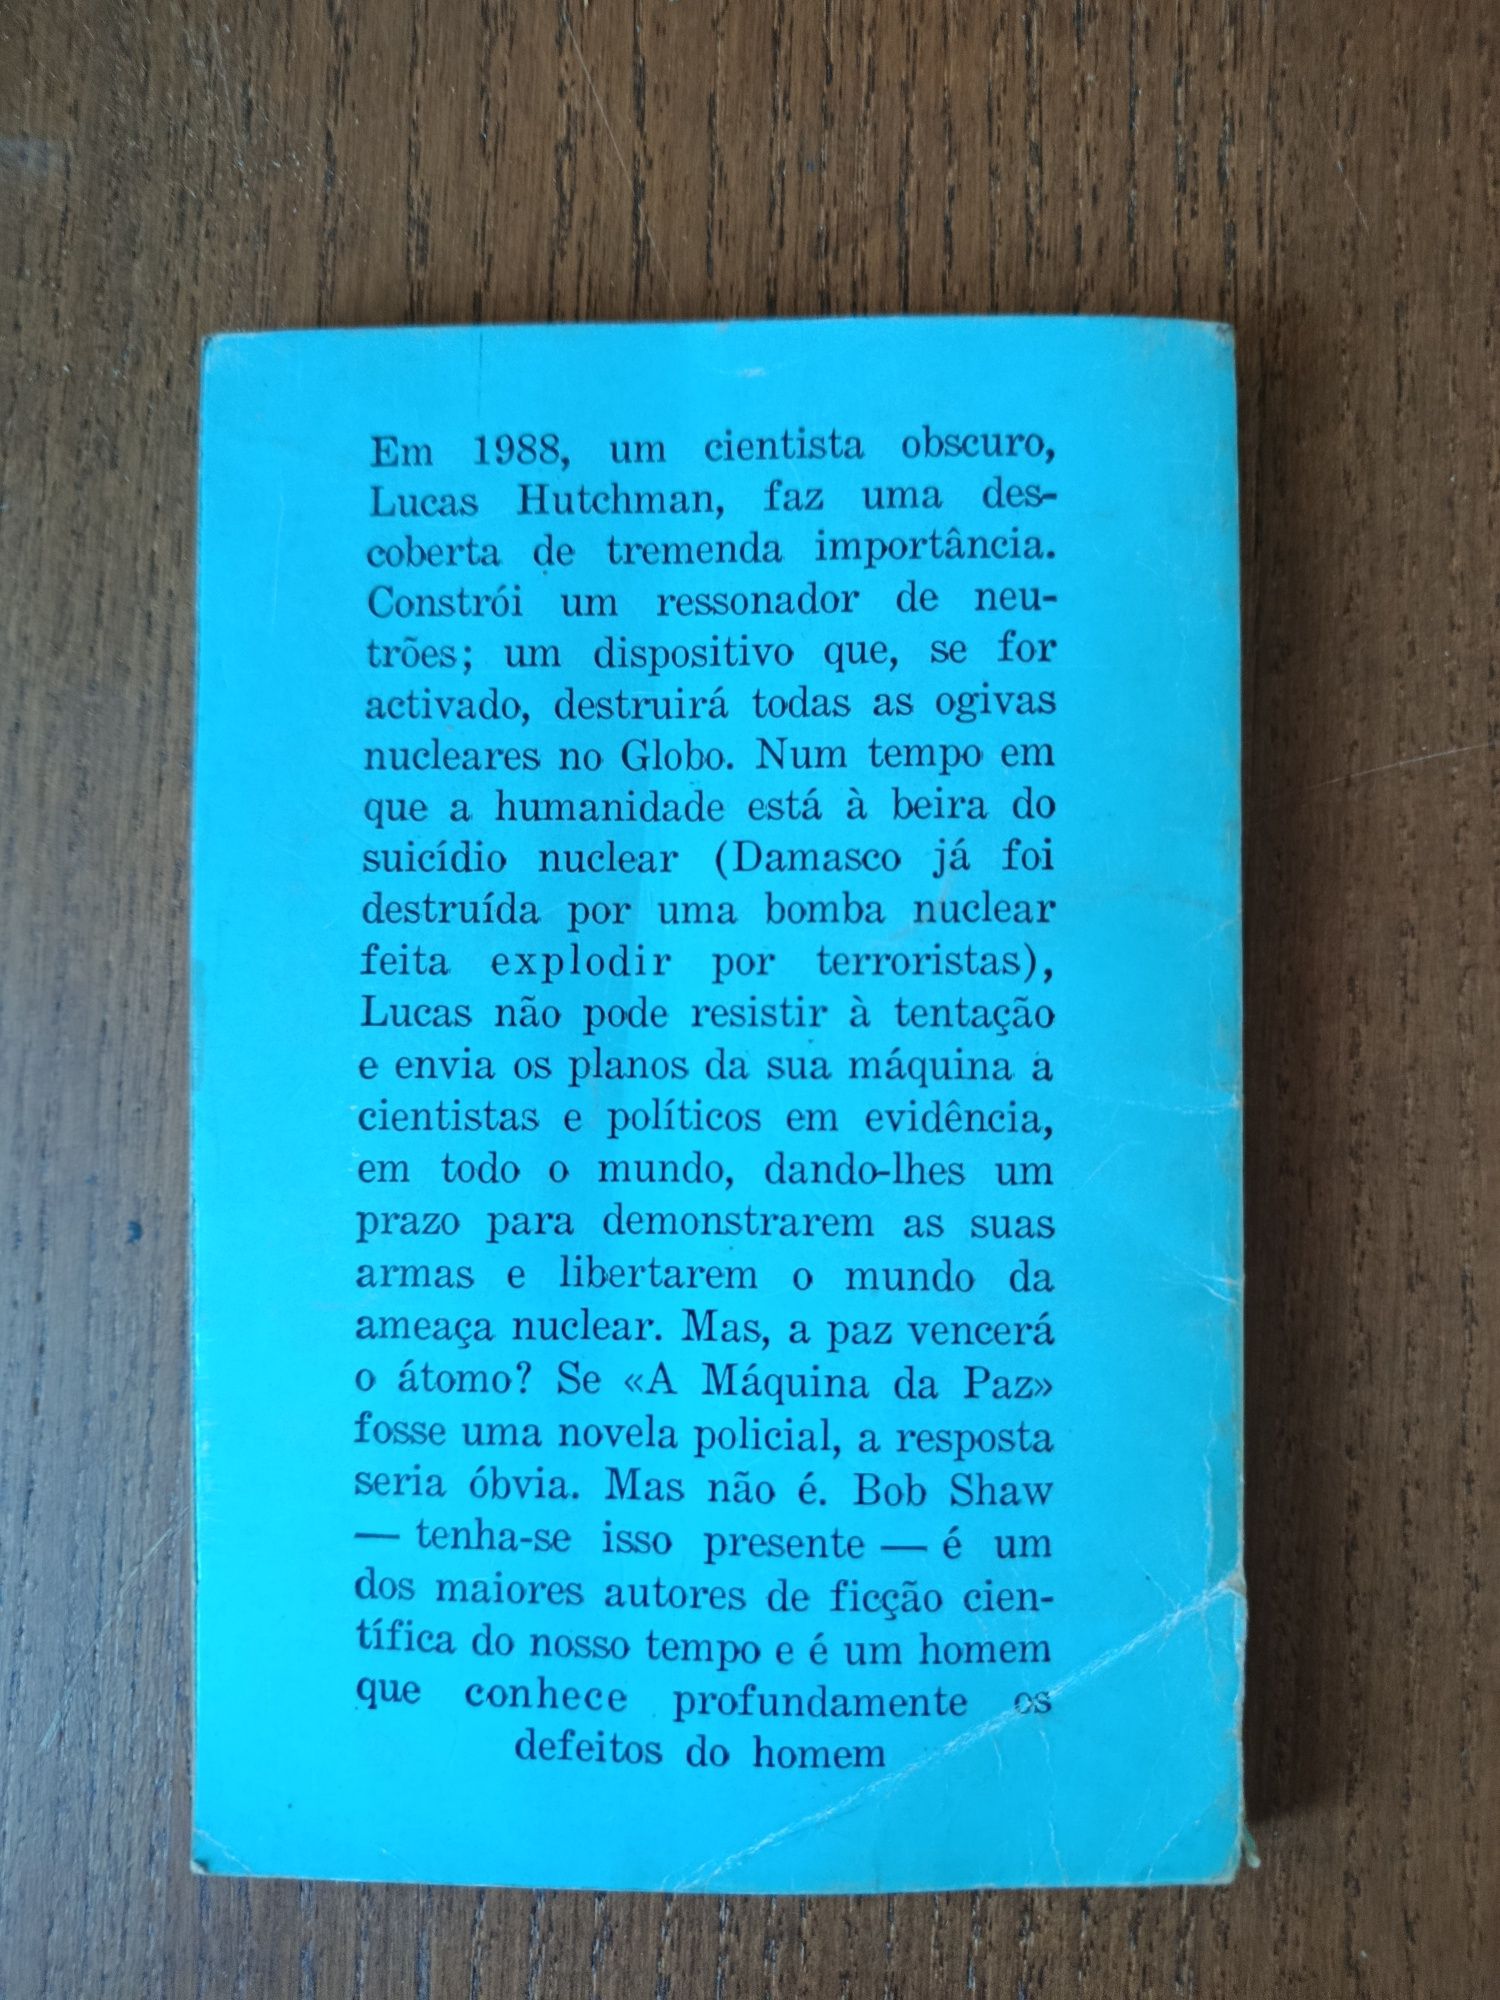 Em 1988, um cientista obscuro,
Lucas Hutchman, faz uma des-
coberta de tremenda importância.
Constrói um ressonador de neu-
trões; um dispositivo que, se for
activado, destruirá todas as ogivas
nucleares no Globo. Num tempo em
que a humanidade está à beira do
suicídio nuclear (Damasco já foi
destruída por uma bomba nuclear
feita explodir por terroristas),
Lucas não pode resistir à tentação
e envia os planos da sua máquina a
cientistas e políticos em evidência,
em todo o mundo, dando-lhes um
prazo para demonstrarem as suas
armas e libertarem o mundo da
ameaça nuclear. Mas, a paz vencerá
o átomo? Se «A Máquina da Paz»
fosse uma novela policial, a resposta
seria óbvia. Mas não é. Bob Shaw
— tenha-se isso presente — é um
dos maiores autores de ficção cien-
tífica do nosso tempo e é um homem
que conhece profundamente os
defeitos do homem